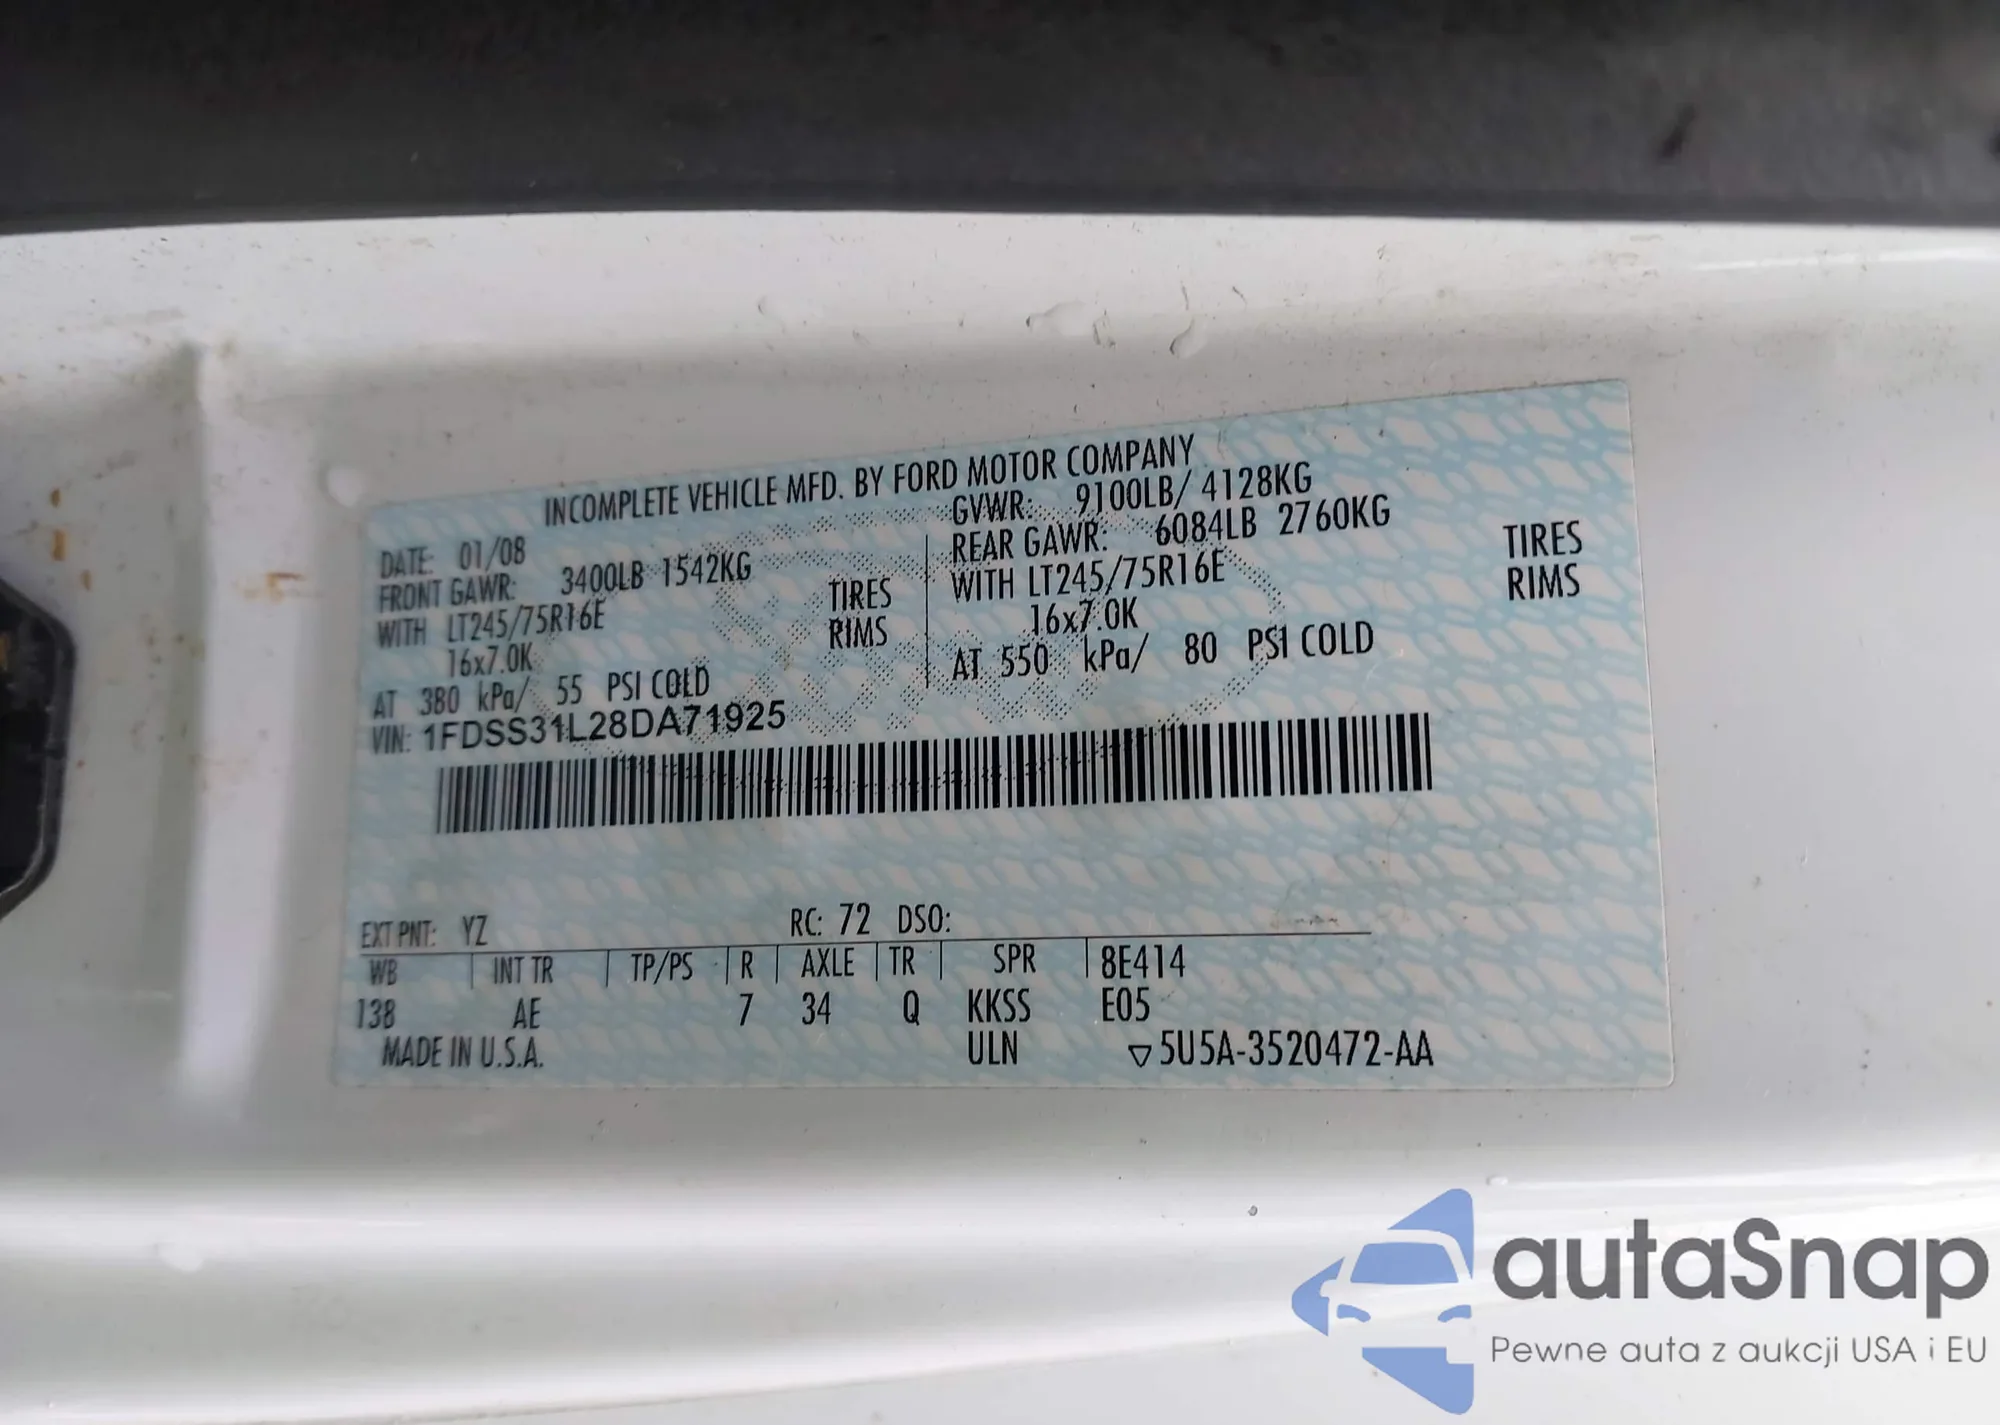 INCOMPLETE VEHICLE MFD. BY FORD MOTOR COMPANY
DATE: 01/08
GVWR: 9100LB/ 4128KG
FRONT GAWR: 3400LB 1542KG
REAR GAWR: 6084LB 2760KG
WITH LT245/75R16E TIRES
WITH LT245/75R16E TIRES
16x7.0K RIMS
16x7.0K RIMS
AT 380 kPa/ 55 PSI COLD
AT 550 kPa/ 80 PSI COLD
VIN: 1FDSS31L28DA71925
EXT PNT: YZ RC: 72 DSO:
WB INT TR TP/PS R AXLE TR SPR 8E414
138 AE 7 34 Q KKSS E05
MADE IN U.S.A. ULN ▽5U5A-3520472-AA
autaSnap
Pewne auta z aukcji USA i EU